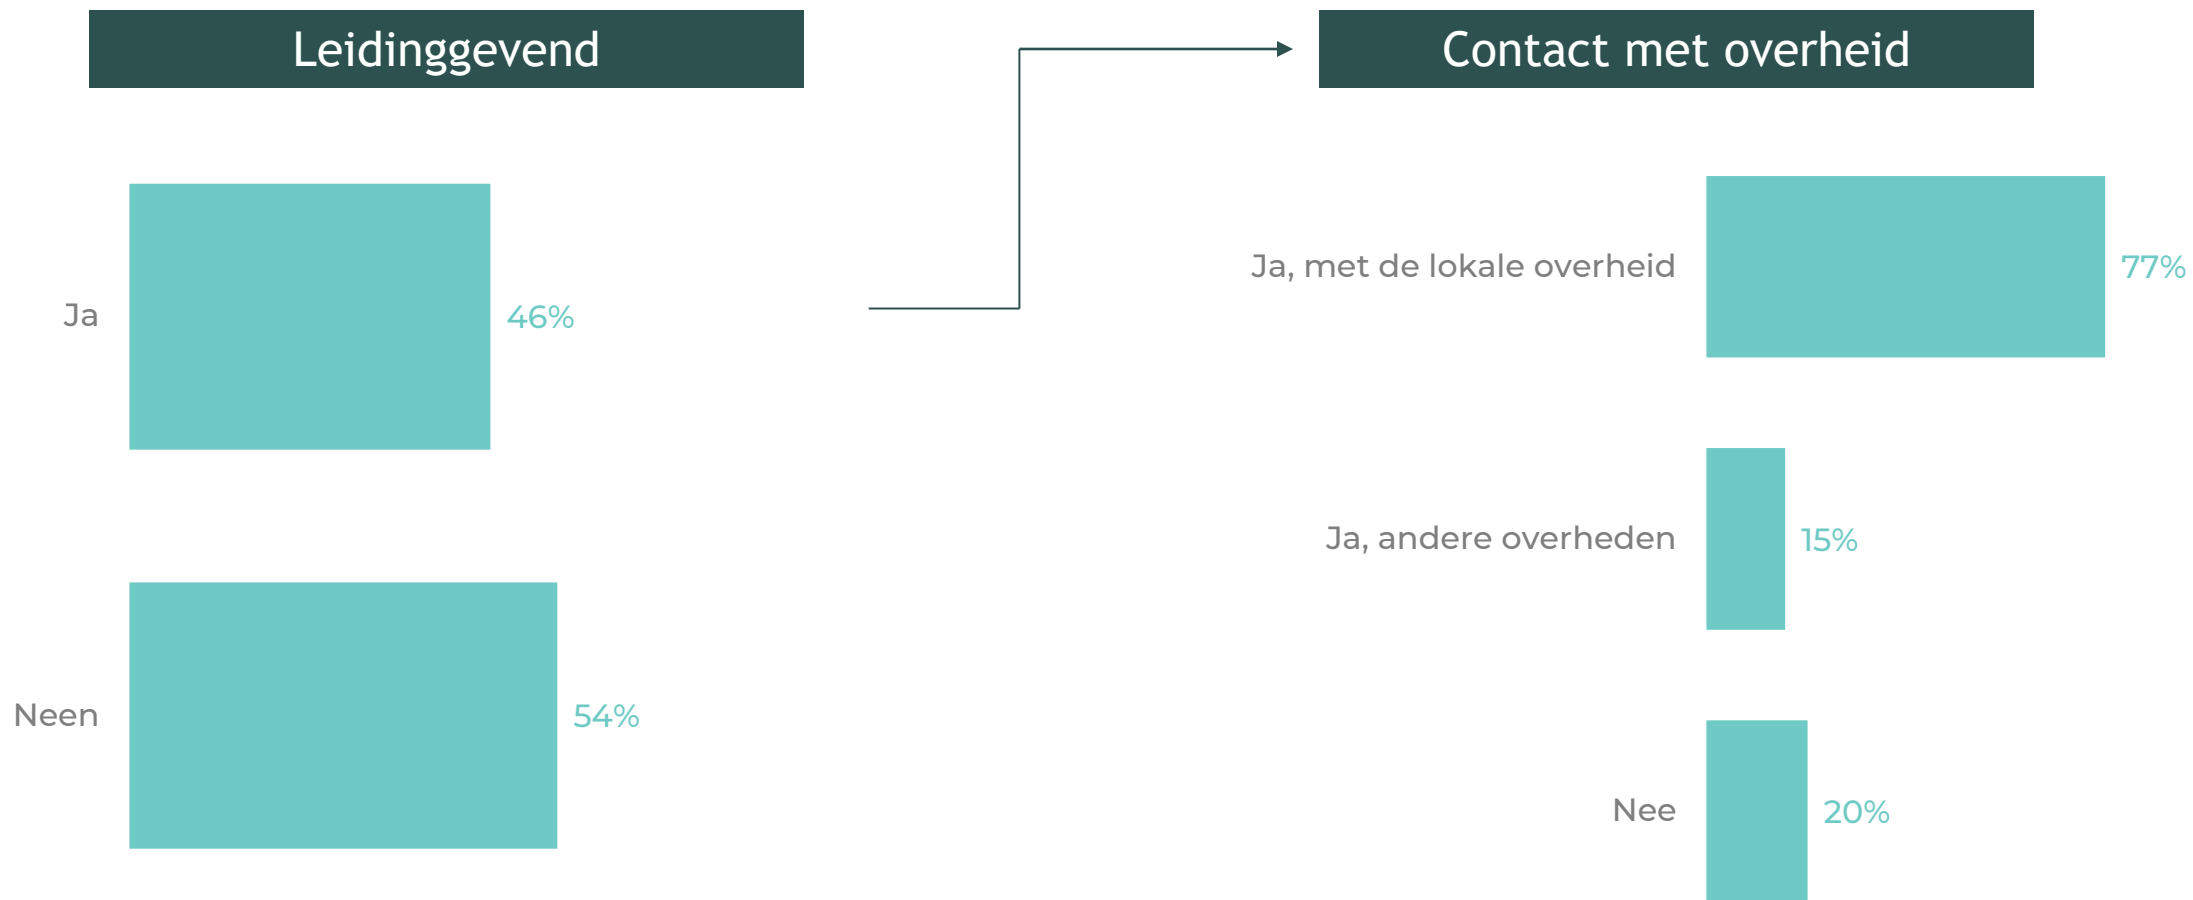 Leidinggevend
Ja
46%
Neen
54%
Contact met overheid
Ja, met de lokale overheid
77%
Ja, andere overheden
15%
Nee
20%